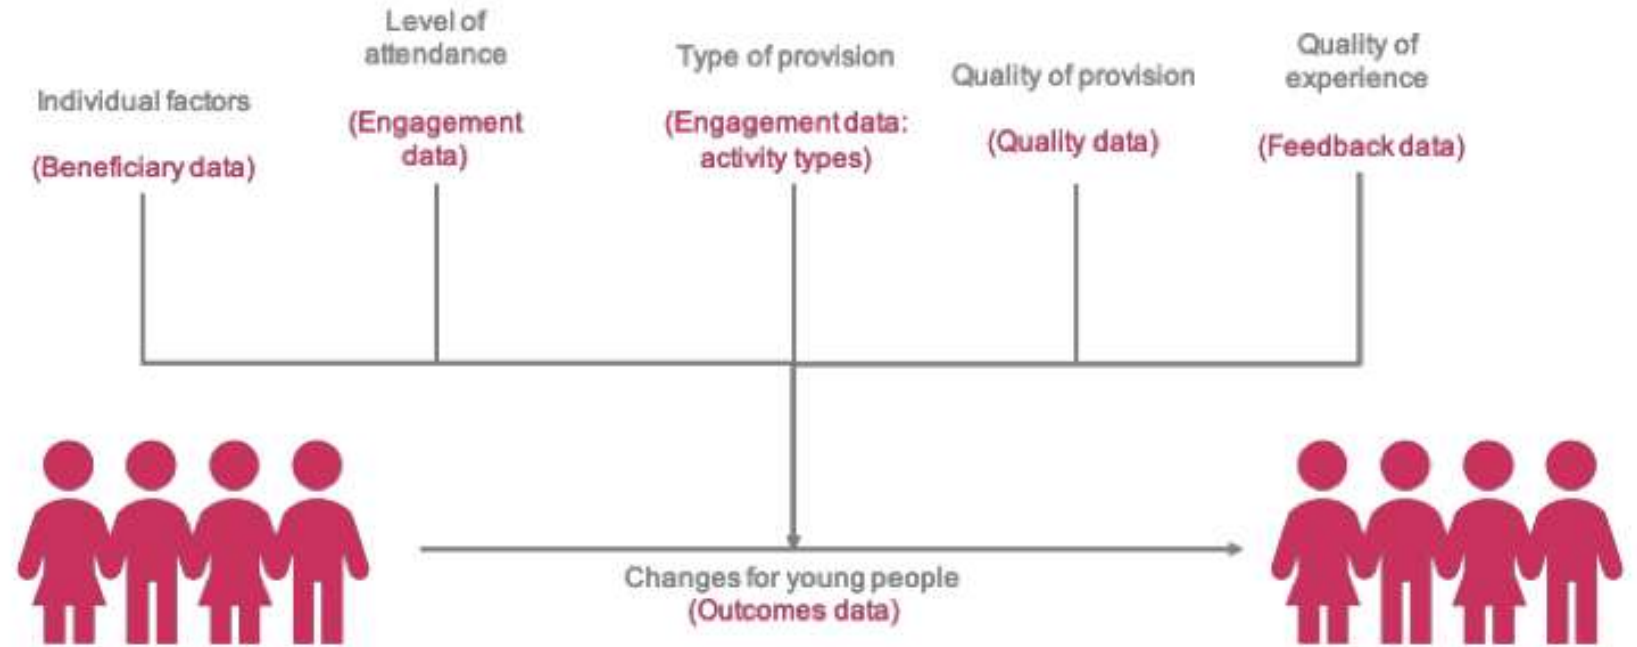 Individual factors
(Beneficiary data)
Level of
attendance
(Engagement
data)
Type of provision
(Engagement data:
activity types)
Quality of provision
(Quality data)
Quality of
experience
(Feedback data)
Changes for young people
(Outcomes data)